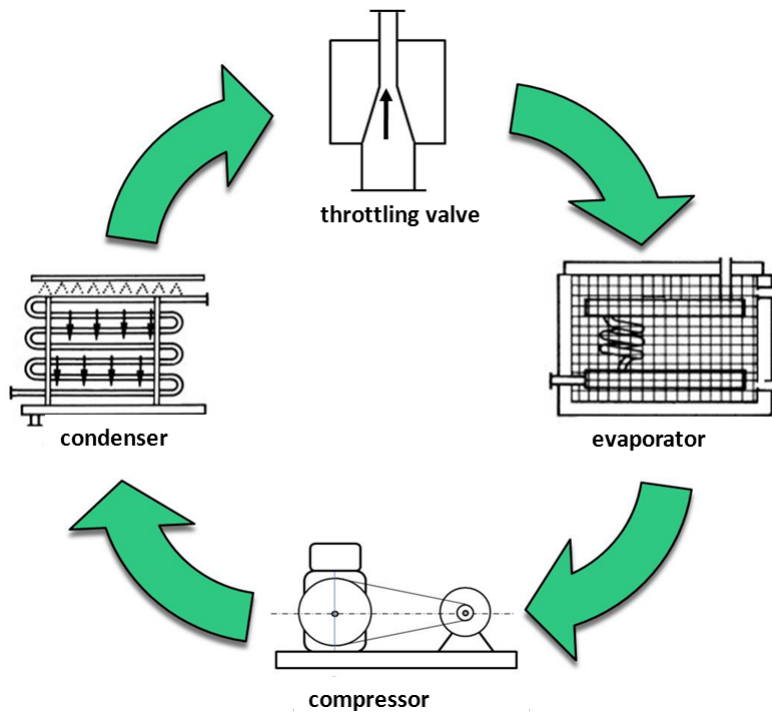 throttling valve
condenser
evaporator
compressor